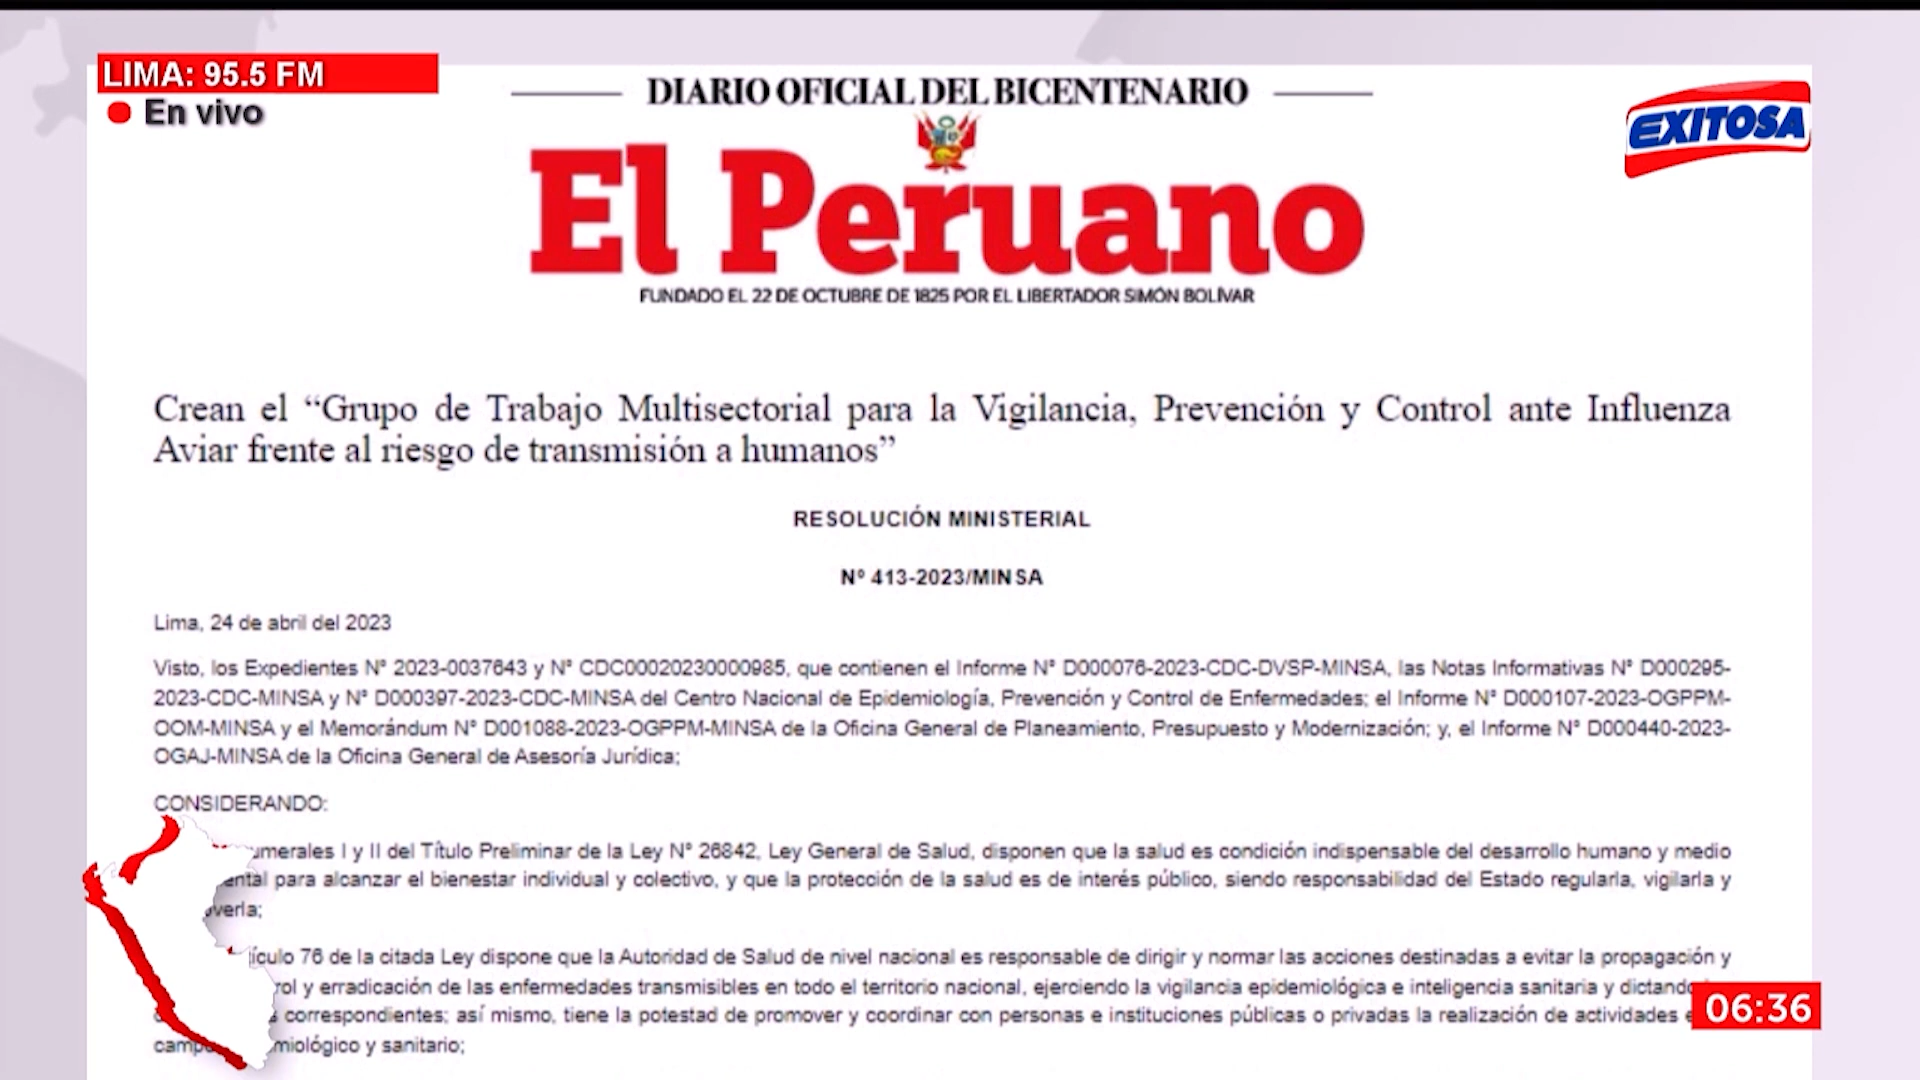 LIMA: 95.5 FM
En vivo
DIARIO OFICIAL DEL BICENTENARIO
EXITOSA
El Peruano
FUNDADO EL 22 DE OCTUBRE DE 1825 POR EL LIBERTADOR SIMÓN BOLÍVAR
Crean el “Grupo de Trabajo Multisectorial para la Vigilancia, Prevención y Control ante Influenza
Aviar frente al riesgo de transmisión a humanos”
RESOLUCIÓN MINISTERIAL
Nº 413-2023/MINSA
Lima, 24 de abril del 2023
Visto, los Expedientes N° 2023-0037643 y N° CDC00020230000985, que contienen el Informe N° D000076-2023-CDC-DVSP-MINSA, las Notas Informativas N° D000295-
2023-CDC-MINSA y N° D000397-2023-CDC-MINSA del Centro Nacional de Epidemiología, Prevención y Control de Enfermedades; el Informe N° D000107-2023-OGPPM-
OOM-MINSA y el Memorándum N° D001088-2023-OGPPM-MINSA de la Oficina General de Planeamiento, Presupuesto y Modernización; y, el Informe N° D000440-2023-
OGAJ-MINSA de la Oficina General de Asesoría Jurídica;
CONSIDERANDO:
umerales I y II del Título Preliminar de la Ley N° 26842, Ley General de Salud, disponen que la salud es condición indispensable del desarrollo humano y medio
ental para alcanzar el bienestar individual y colectivo, y que la protección de la salud es de interés público, siendo responsabilidad del Estado regularla, vigilarla y
overla;
ículo 76 de la citada Ley dispone que la Autoridad de Salud de nivel nacional es responsable de dirigir y normar las acciones destinadas a evitar la propagación y
rol y erradicación de las enfermedades transmisibles en todo el territorio nacional, ejerciendo la vigilancia epidemiológica e inteligencia sanitaria y dictand
correspondientes; así mismo, tiene la potestad de promover y coordinar con personas e instituciones públicas o privadas la realización de actividades e
camp miológico y sanitario;
06:36